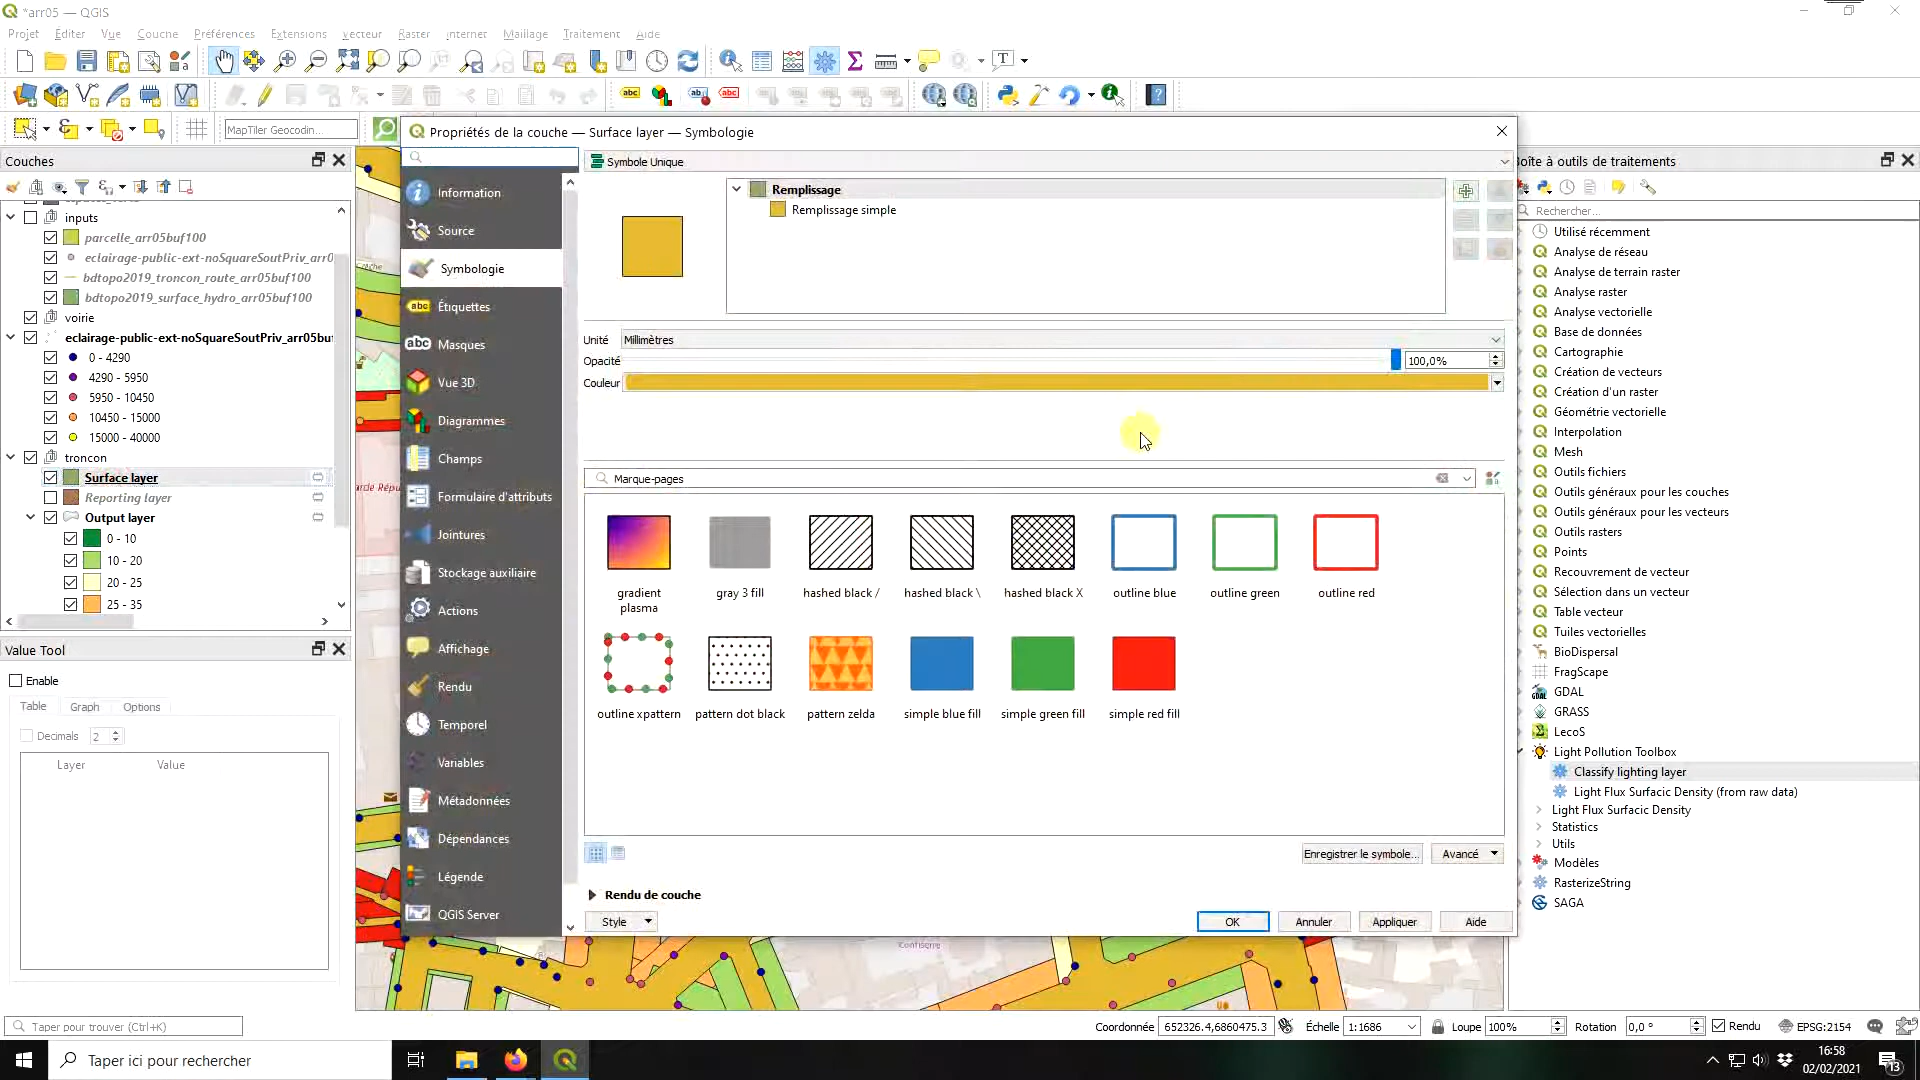 *arr05 — QGIS
Projet Éditer Vue Couche Préférences Extensions Vecteur Raster Internet Maillage Traitement Aide
MapTiler Geocodin...
Couches
inputs
parcelle_arr05buf100
eclairage-public-ext-noSquareSoutPriv_arr0
bdtopo2019_troncon_route_arr05buf100
bdtopo2019_surface_hydro_arr05buf100
voirie
eclairage-public-ext-noSquareSoutPriv_arr05buf
0 - 4290
4290 - 5950
5950 - 10450
10450 - 15000
15000 - 40000
troncon
Surface layer
Reporting layer
Output layer
0 - 10
10 - 20
20 - 25
25 - 35
Value Tool
Enable
Table Graph Options
Decimals 2
Layer Value
Taper pour trouver (Ctrl+K)
Propriétés de la couche — Surface layer — Symbologie
Information
Source
Symbologie
Étiquettes
Masques
Vue 3D
Diagrammes
Champs
Formulaire d'attributs
Jointures
Stockage auxiliaire
Actions
Affichage
Rendu
Temporel
Variables
Métadonnées
Dépendances
Légende
QGIS Server
Symbole Unique
Remplissage
Remplissage simple
Unité Millimètres
Opacité 100,0%
Couleur
Marque-pages
gradient plasma
gray 3 fill
hashed black /
hashed black \
hashed black X
outline blue
outline green
outline red
outline xpattern
pattern dot black
pattern zelda
simple blue fill
simple green fill
simple red fill
Enregistrer le symbole... Avancé
Rendu de couche
Style OK Annuler Appliquer Aide
Boîte à outils de traitements
Rechercher...
Utilisé récemment
Analyse de réseau
Analyse de terrain raster
Analyse raster
Analyse vectorielle
Base de données
Cartographie
Création de vecteurs
Création d'un raster
Géométrie vectorielle
Interpolation
Mesh
Outils fichiers
Outils généraux pour les couches
Outils généraux pour les vecteurs
Outils rasters
Points
Recouvrement de vecteur
Sélection dans un vecteur
Table vecteur
Tuiles vectorielles
BioDispersal
FragScape
GDAL
GRASS
LecoS
Light Pollution Toolbox
Classify lighting layer
Light Flux Surfacic Density (from raw data)
Light Flux Surfacic Density
Statistics
Utils
Modèles
RasterizeString
SAGA
Coordonnée 652326.4,6860475.3 Échelle 1:1686 Loupe 100% Rotation 0,0 ° Rendu EPSG:2154
Taper ici pour rechercher
16:58
02/02/2021
13